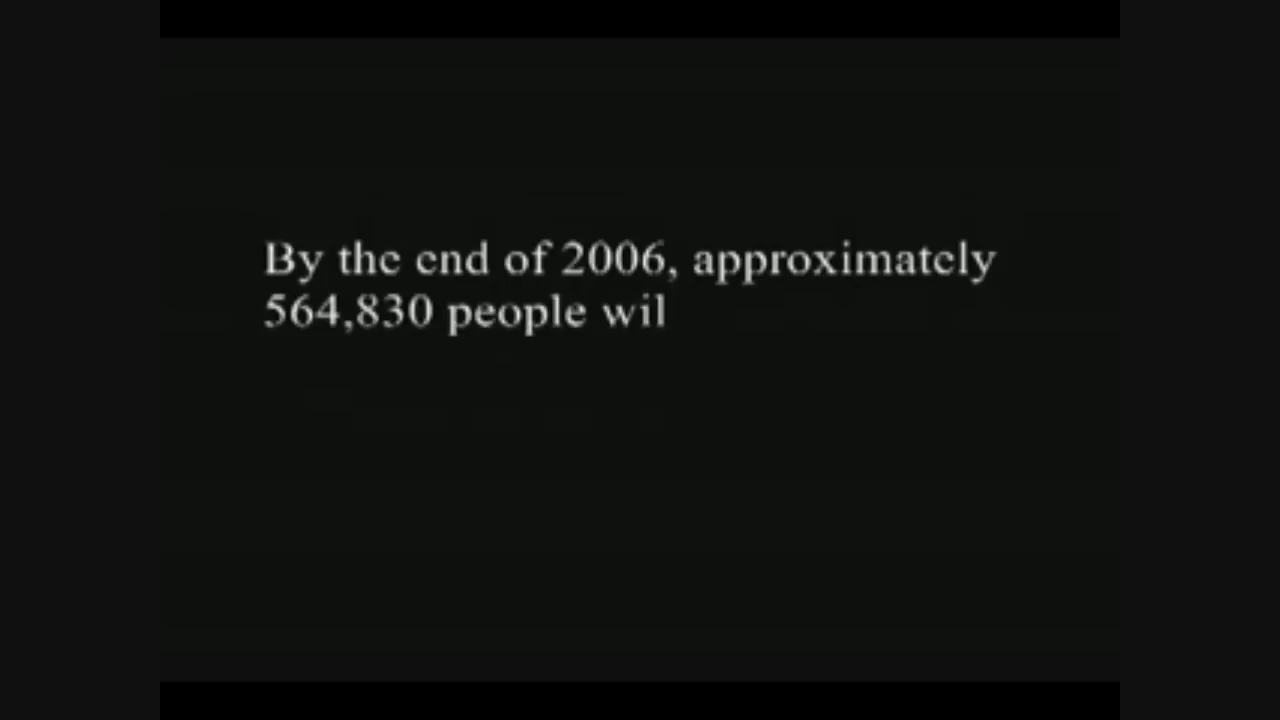 By the end of 2006, approximately
564,830 people wil